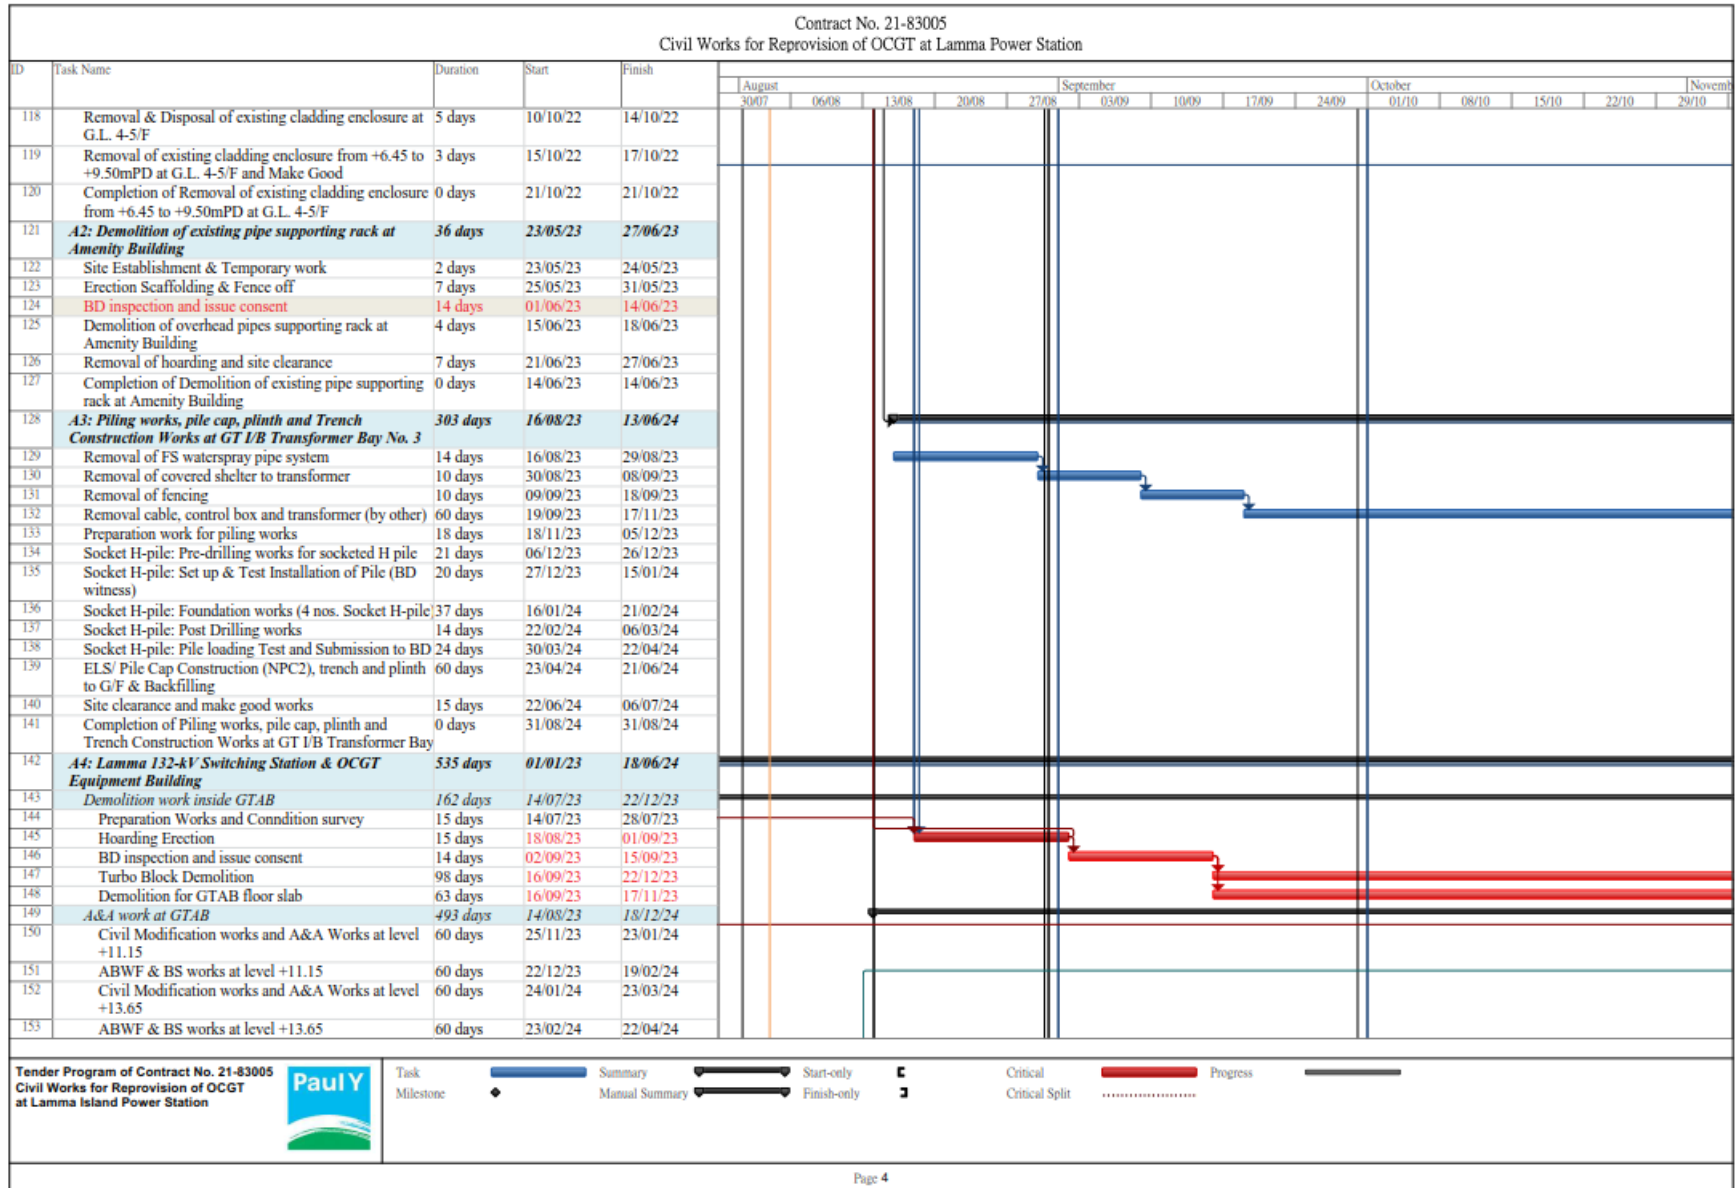 Contract No. 21-83005
Civil Works for Reprovision of OCGT at Lamma Power Station
ID Task Name Duration Start Finish
August September October Novemb
30/07 06/08 13/08 20/08 27/08 03/09 10/09 17/09 24/09 01/10 08/10 15/10 22/10 29/10
118 Removal & Disposal of existing cladding enclosure at 5 days 10/10/22 14/10/22
G.L. 4-5/F
119 Removal of existing cladding enclosure from +6.45 to 3 days 15/10/22 17/10/22
+9.50mPD at G.L. 4-5/F and Make Good
120 Completion of Removal of existing cladding enclosure 0 days 21/10/22 21/10/22
from +6.45 to +9.50mPD at G.L. 4-5/F
121 A2: Demolition of existing pipe supporting rack at 36 days 23/05/23 27/06/23
Amenity Building
122 Site Establishment & Temporary work 2 days 23/05/23 24/05/23
123 Erection Scaffolding & Fence off 7 days 25/05/23 31/05/23
124 BD inspection and issue consent 14 days 01/06/23 14/06/23
125 Demolition of overhead pipes supporting rack at 4 days 15/06/23 18/06/23
Amenity Building
126 Removal of hoarding and site clearance 7 days 21/06/23 27/06/23
127 Completion of Demolition of existing pipe supporting 0 days 14/06/23 14/06/23
rack at Amenity Building
128 A3: Piling works, pile cap, plinth and Trench 303 days 16/08/23 13/06/24
Construction Works at GT I/B Transformer Bay No. 3
129 Removal of FS waterspray pipe system 14 days 16/08/23 29/08/23
130 Removal of covered shelter to transformer 10 days 30/08/23 08/09/23
131 Removal of fencing 10 days 09/09/23 18/09/23
132 Removal cable, control box and transformer (by other) 60 days 19/09/23 17/11/23
133 Preparation work for piling works 18 days 18/11/23 05/12/23
134 Socket H-pile: Pre-drilling works for socketed H pile 21 days 06/12/23 26/12/23
135 Socket H-pile: Set up & Test Installation of Pile (BD 20 days 27/12/23 15/01/24
witness)
136 Socket H-pile: Foundation works (4 nos. Socket H-pile) 37 days 16/01/24 21/02/24
137 Socket H-pile: Post Drilling works 14 days 22/02/24 06/03/24
138 Socket H-pile: Pile loading Test and Submission to BD 24 days 30/03/24 22/04/24
139 ELS/ Pile Cap Construction (NPC2), trench and plinth 60 days 23/04/24 21/06/24
to G/F & Backfilling
140 Site clearance and make good works 15 days 22/06/24 06/07/24
141 Completion of Piling works, pile cap, plinth and 0 days 31/08/24 31/08/24
Trench Construction Works at GT I/B Transformer Bay
142 A4: Lamma 132-kV Switching Station & OCGT 535 days 01/01/23 18/06/24
Equipment Building
143 Demolition work inside GTAB 162 days 14/07/23 22/12/23
144 Preparation Works and Conndition survey 15 days 14/07/23 28/07/23
145 Hoarding Erection 15 days 18/08/23 01/09/23
146 BD inspection and issue consent 14 days 02/09/23 15/09/23
147 Turbo Block Demolition 98 days 16/09/23 22/12/23
148 Demolition for GTAB floor slab 63 days 16/09/23 17/11/23
149 A&A work at GTAB 493 days 14/08/23 18/12/24
150 Civil Modification works and A&A Works at level 60 days 25/11/23 23/01/24
+11.15
151 ABWF & BS works at level +11.15 60 days 22/12/23 19/02/24
152 Civil Modification works and A&A Works at level 60 days 24/01/24 23/03/24
+13.65
153 ABWF & BS works at level +13.65 60 days 23/02/24 22/04/24
Tender Program of Contract No. 21-83005
Civil Works for Reprovision of OCGT
at Lamma Island Power Station
Paul Y
Task Summary Start-only Critical Progress
Milestone Manual Summary Finish-only Critical Split
Page 4